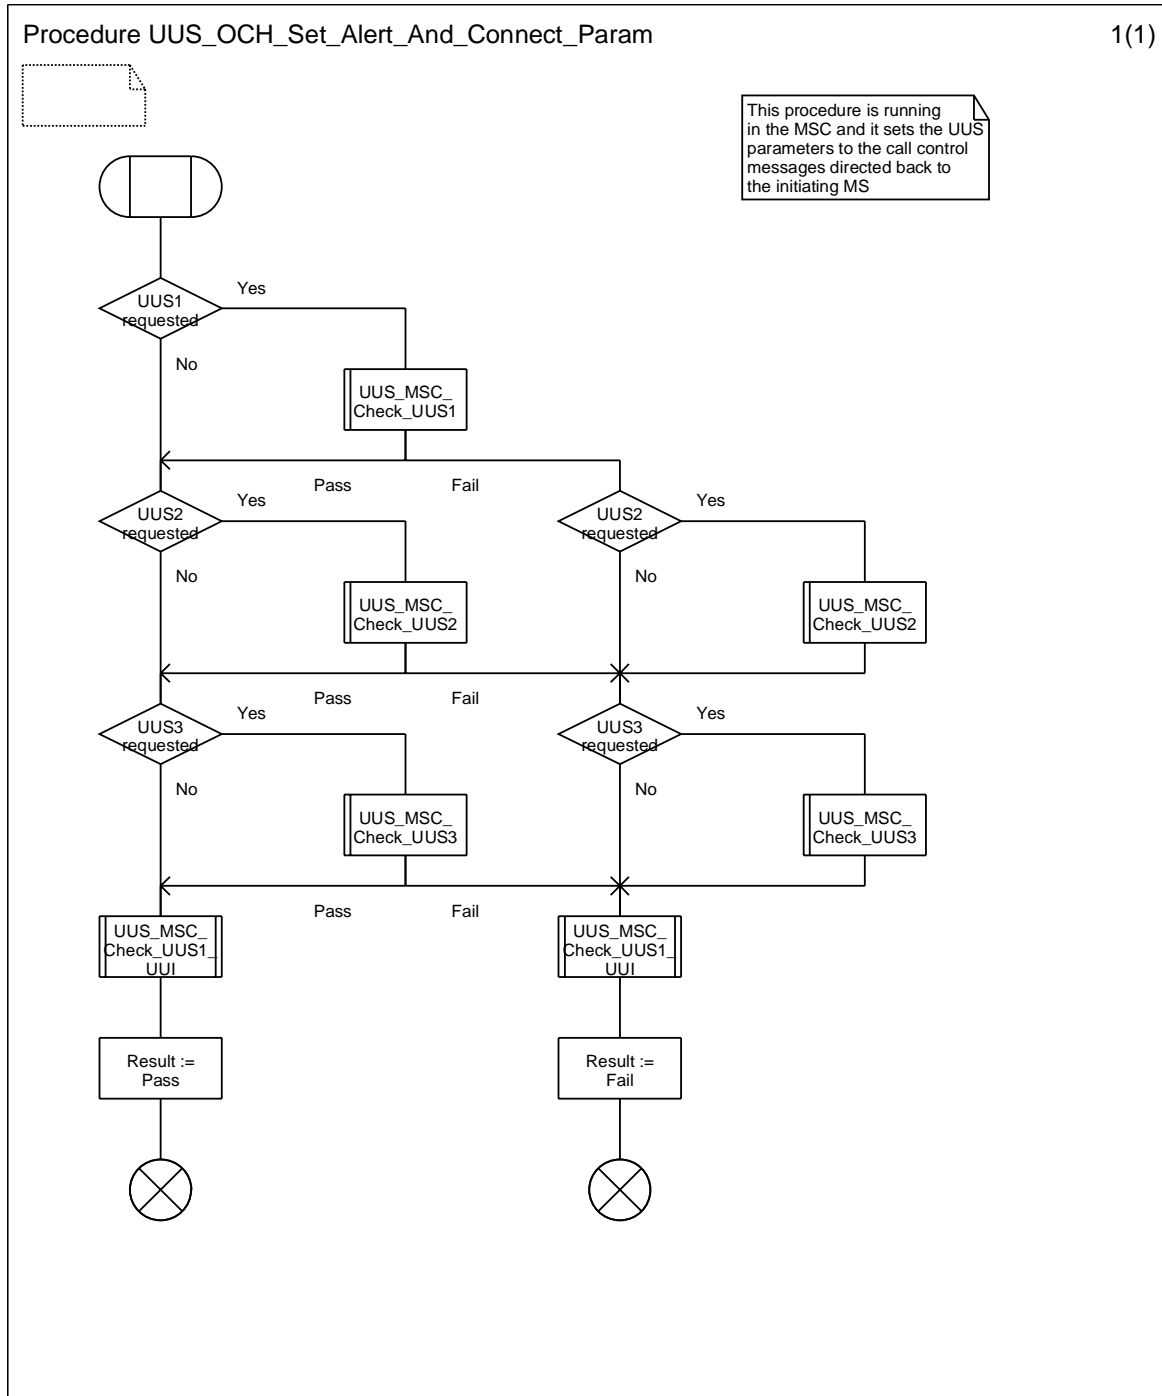 Procedure UUS_OCH_Set_Alert_And_Connect_Param
1(1)
This procedure is running
in the MSC and it sets the UUS
parameters to the call control
messages directed back to
the initiating MS
UUS1
requested
Yes
No
UUS_MSC_
Check_UUS1
Pass
Fail
UUS2
requested
Yes
No
UUS_MSC_
Check_UUS2
UUS2
requested
Yes
No
UUS_MSC_
Check_UUS2
Pass
Fail
UUS3
requested
Yes
No
UUS_MSC_
Check_UUS3
UUS3
requested
Yes
No
UUS_MSC_
Check_UUS3
Pass
Fail
UUS_MSC_
Check_UUS1_
UUI
UUS_MSC_
Check_UUS1_
UUI
Result :=
Pass
Result :=
Fail